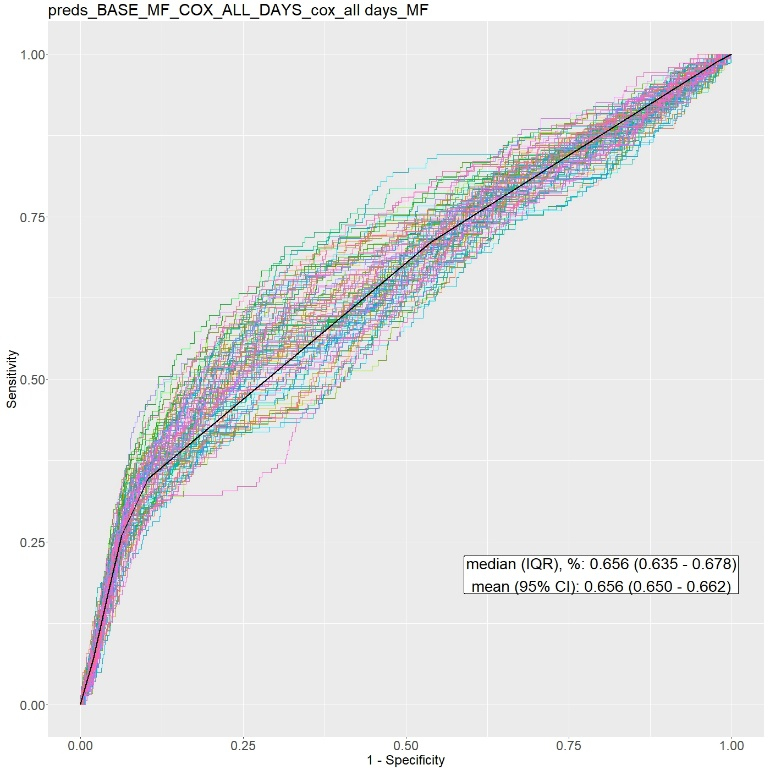 preds_BASE_MF_COX_ALL_DAYS_cox_all days_MF
1.00
0.75
0.50
0.25
0.00
Sensitivity
median (IQR), %: 0.656 (0.635 - 0.678)
mean (95% CI): 0.656 (0.650 - 0.662)
0.00 0.25 0.50 0.75 1.00
1 - Specificity